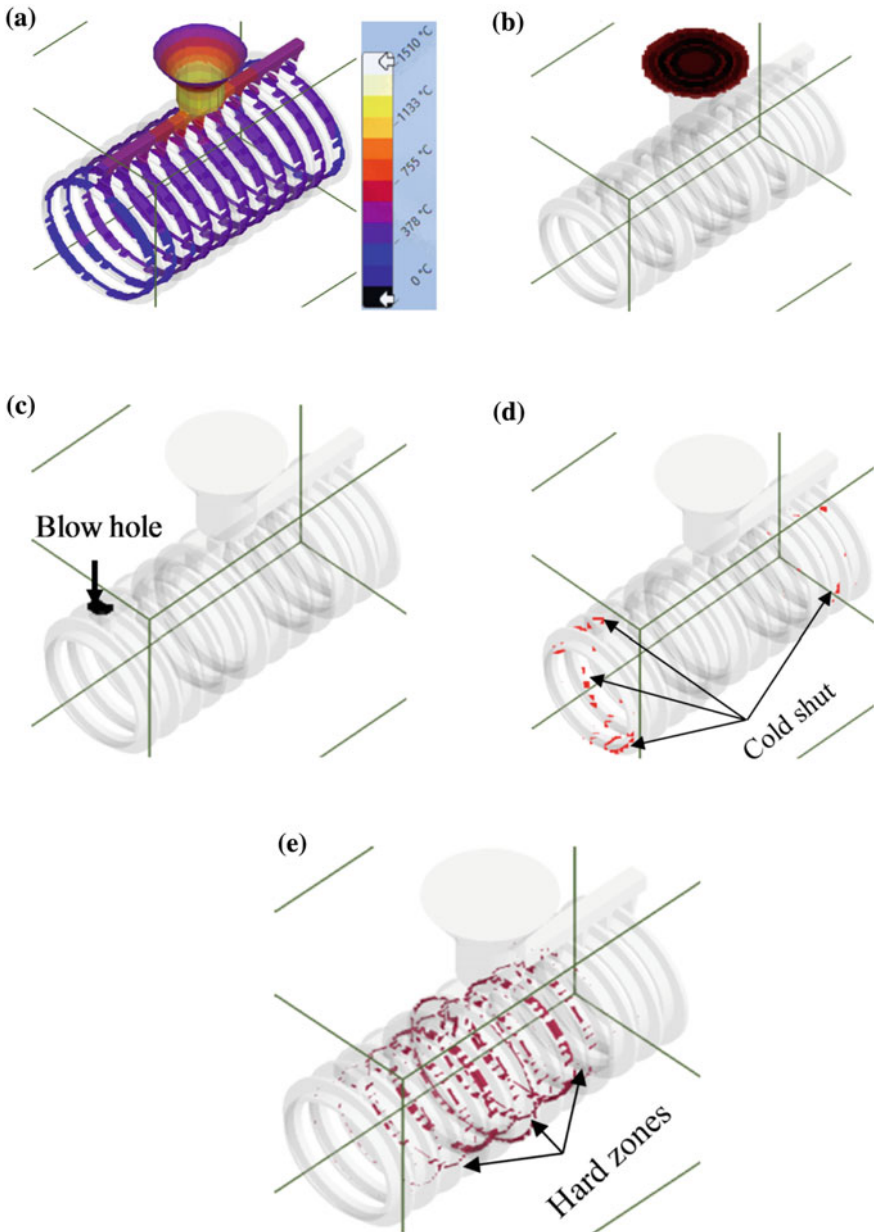 (a)
1510 °C
1133 °C
755 °C
378 °C
0 °C
(b)
(c)
Blow hole
(d)
Cold shut
(e)
Hard zones